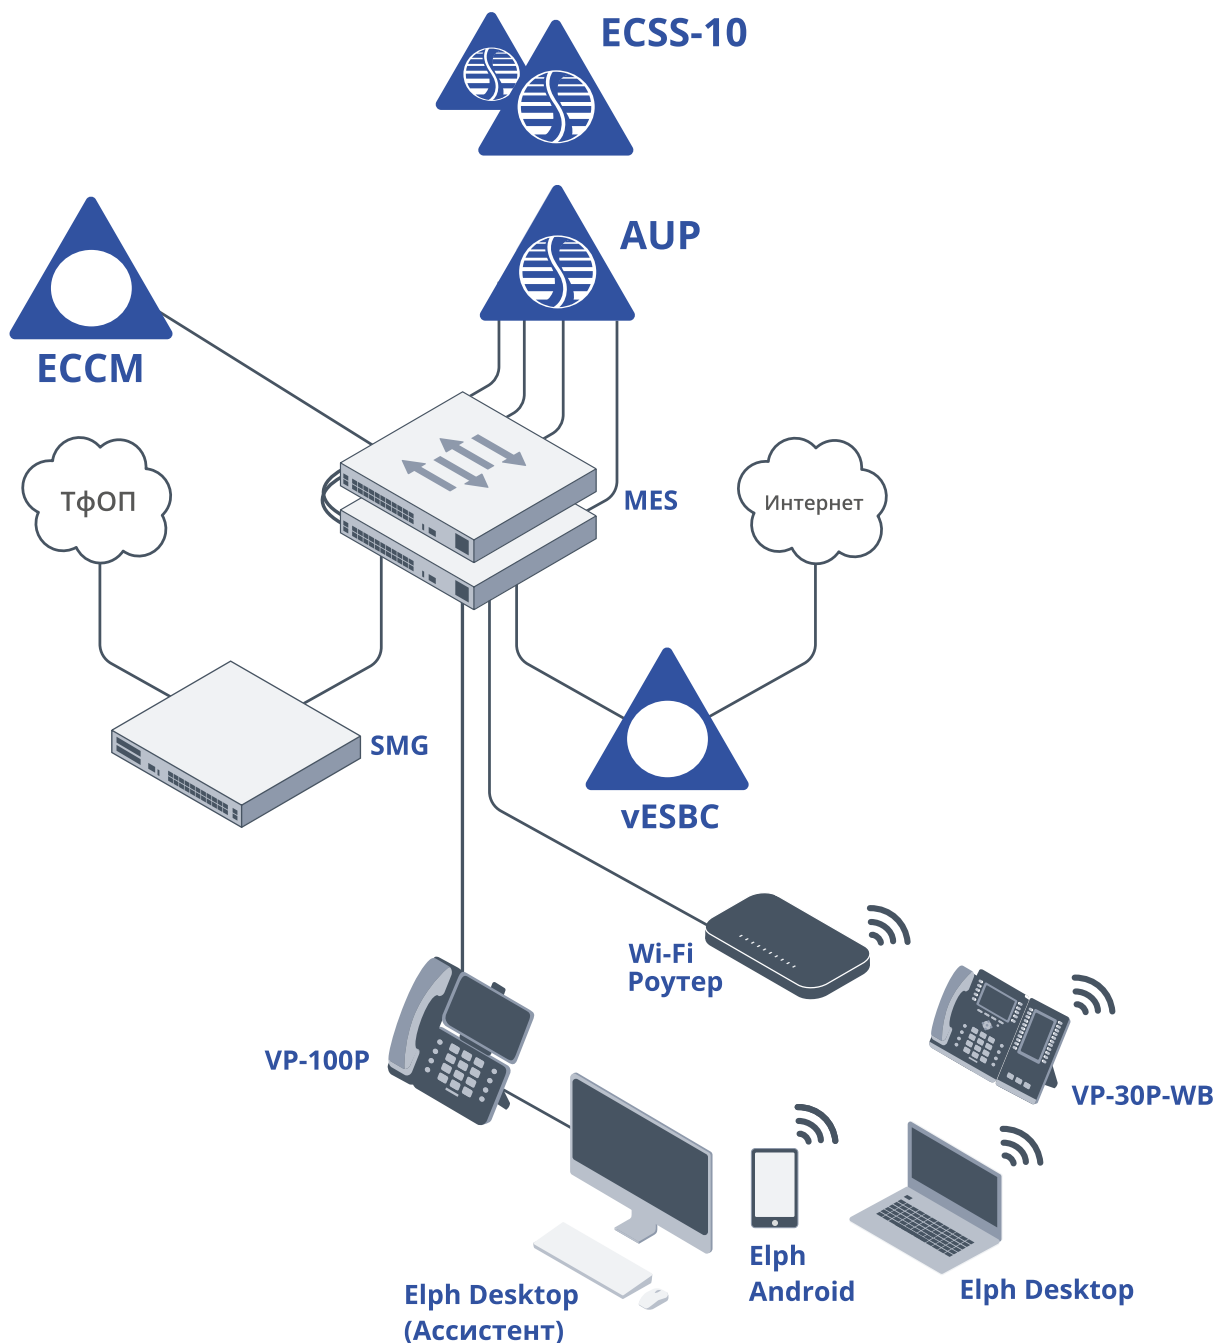 ECSS-10
AUP
ECCM
ТфОП
MES
Интернет
SMG
vESBC
Wi-Fi
Роутер
VP-100P
VP-30P-WB
Elph
Android
Elph Desktop
Elph Desktop
(Ассистент)